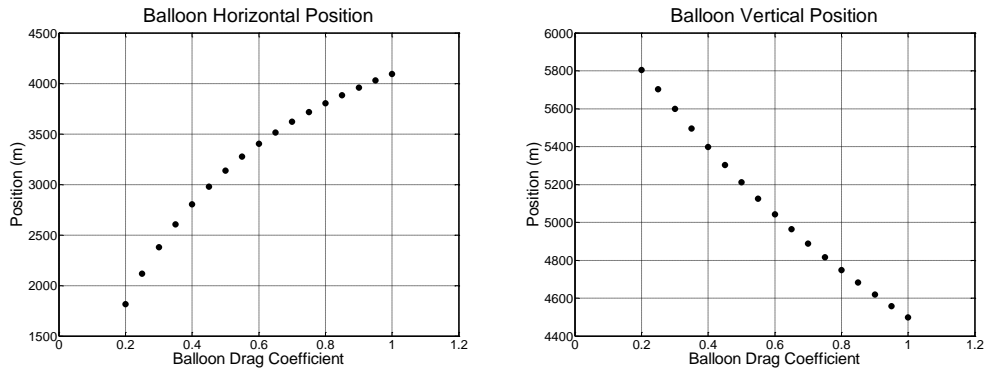 Balloon Horizontal Position
4500
4000
3500
3000
2500
2000
1500
Position (m)
0 0.2 0.4 0.6 0.8 1 1.2
Balloon Drag Coefficient
Balloon Vertical Position
6000
5800
5600
5400
5200
5000
4800
4600
4400
Position (m)
0 0.2 0.4 0.6 0.8 1 1.2
Balloon Drag Coefficient